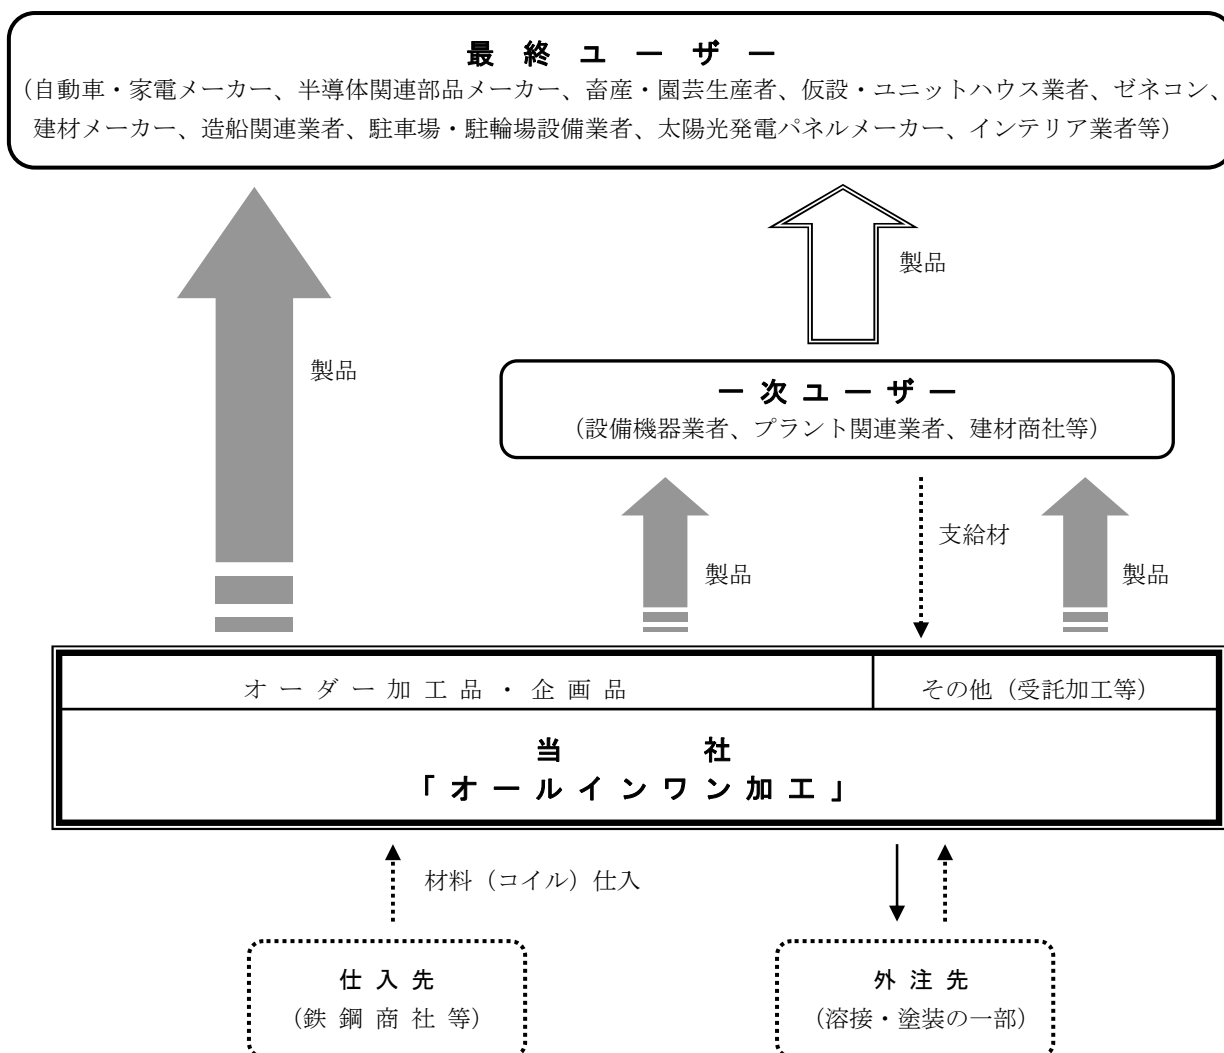 最終ユーザー
（自動車・家電メーカー、半導体関連部品メーカー、畜産・園芸生産者、仮設・ユニットハウス業者、ゼネコン、
建材メーカー、造船関連業者、駐車場・駐輪場設備業者、太陽光発電パネルメーカー、インテリア業者等）
製品
製品
一次ユーザー
（設備機器業者、プラント関連業者、建材商社等）
支給材
製品
製品
オーダー加工品・企画品
その他（受託加工等）
当社
「オールインワン加工」
材料（コイル）仕入
仕入先
（鉄鋼商社等）
外注先
（溶接・塗装の一部）